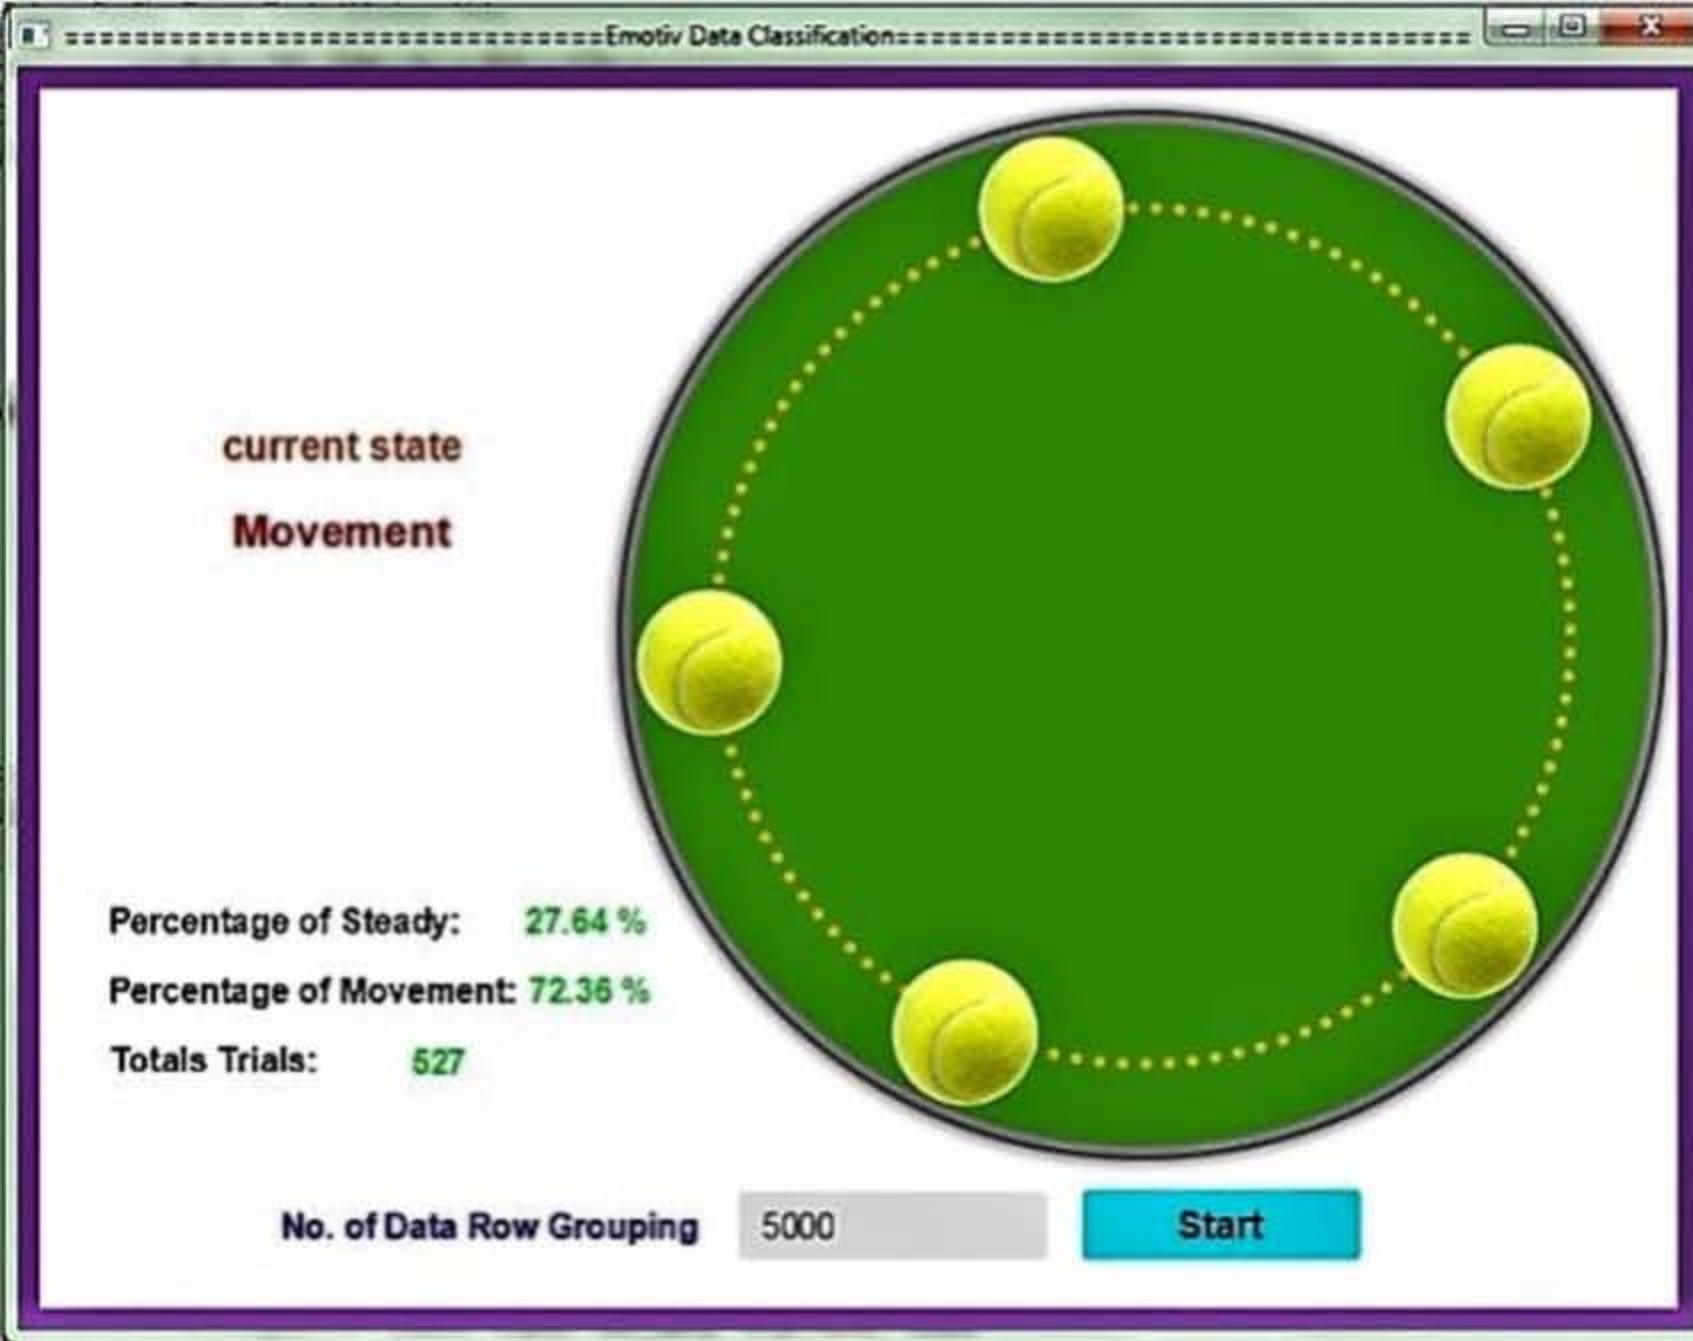 ==============================Emotiv Data Classification================================
current state
Movement
Percentage of Steady: 27.64 %
Percentage of Movement: 72.36 %
Totals Trials: 527
No. of Data Row Grouping 5000 Start